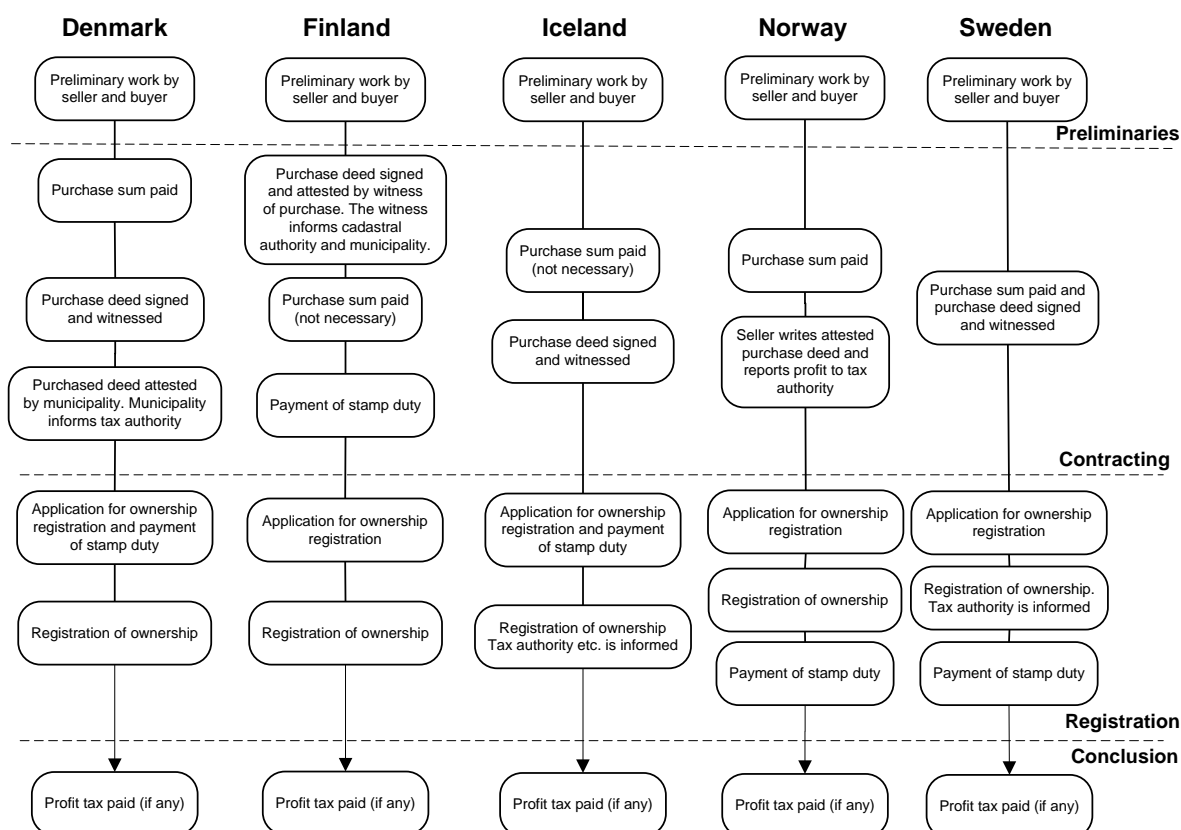 Denmark
Finland
Iceland
Norway
Sweden
Preliminary work by
seller and buyer
Preliminary work by
seller and buyer
Preliminary work by
seller and buyer
Preliminary work by
seller and buyer
Preliminary work by
seller and buyer
Preliminaries
Purchase sum paid
Purchase deed signed
and witnessed
Purchased deed attested
by municipality. Municipality
informs tax authority
Purchase deed signed
and attested by witness
of purchase. The witness
informs cadastral
authority and municipality.
Purchase sum paid
(not necessary)
Payment of stamp duty
Purchase sum paid
(not necessary)
Purchase deed signed
and witnessed
Purchase sum paid
Seller writes attested
purchase deed and
reports profit to tax
authority
Purchase sum paid and
purchase deed signed
and witnessed
Contracting
Application for ownership
registration and payment
of stamp duty
Registration of ownership
Application for ownership
registration
Registration of ownership
Application for ownership
registration and payment
of stamp duty
Registration of ownership
Tax authority etc. is informed
Application for ownership
registration
Registration of ownership
Payment of stamp duty
Application for ownership
registration
Registration of ownership.
Tax authority is informed
Payment of stamp duty
Registration
Conclusion
Profit tax paid (if any)
Profit tax paid (if any)
Profit tax paid (if any)
Profit tax paid (if any)
Profit tax paid (if any)